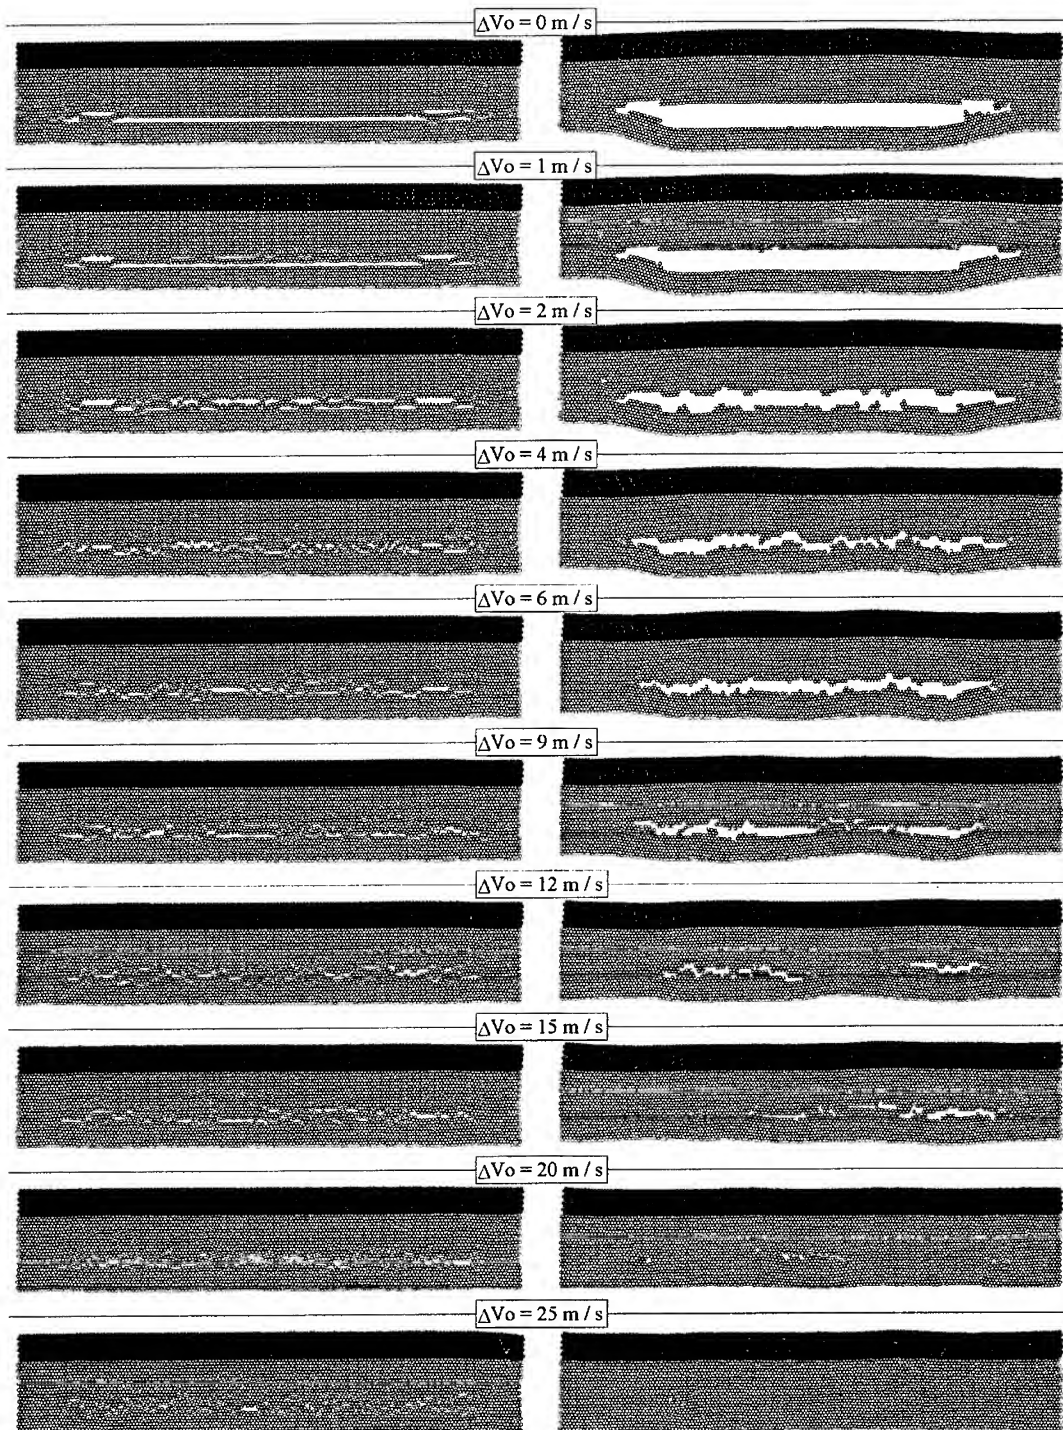 ΔVo = 0 m / s
ΔVo = 1 m / s
ΔVo = 2 m / s
ΔVo = 4 m / s
ΔVo = 6 m / s
ΔVo = 9 m / s
ΔVo = 12 m / s
ΔVo = 15 m / s
ΔVo = 20 m / s
ΔVo = 25 m / s